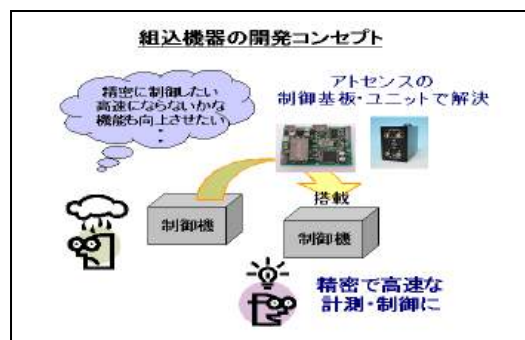 組込機器の開発コンセプト
精密に制御したい
高速にならないかな
機能も向上させたい
・
・
アトセンスの
制御基板・ユニットで解決
搭載
制御機
制御機
精密で高速な
計測・制御に